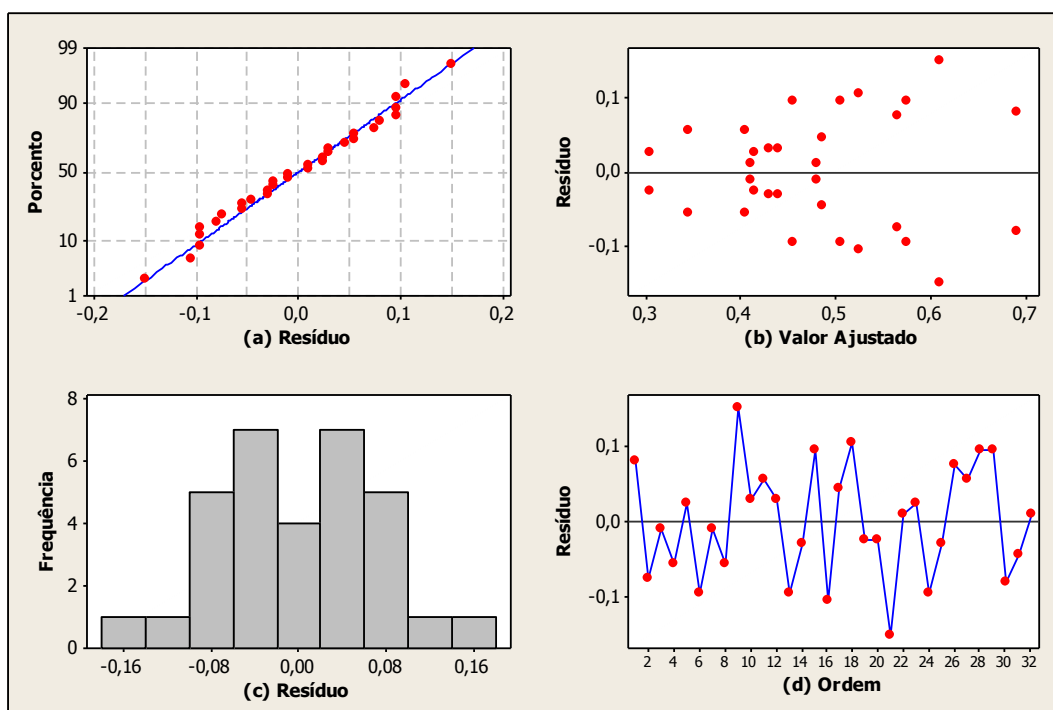 99
90
50
10
1
Porcento
-0,2 -0,1 0,0 0,1 0,2
(a) Resíduo
0,1
0,0
-0,1
Resíduo
0,3 0,4 0,5 0,6 0,7
(b) Valor Ajustado
8
6
4
2
0
Frequência
-0,16 -0,08 0,00 0,08 0,16
(c) Resíduo
0,1
0,0
-0,1
Resíduo
2 4 6 8 10 12 14 16 18 20 22 24 26 28 30 32
(d) Ordem